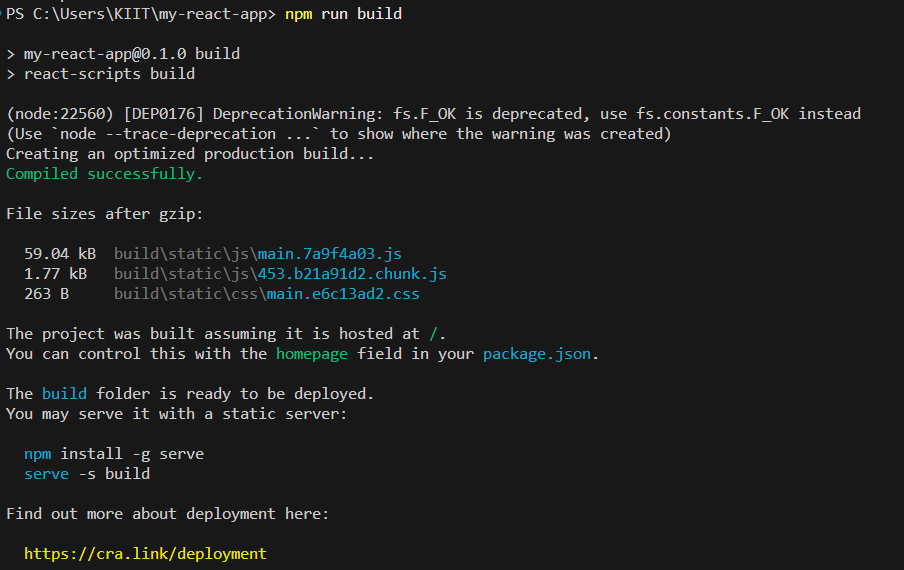 PS C:\Users\KIIT\my-react-app> npm run build
> my-react-app@0.1.0 build
> react-scripts build
(node:22560) [DEP0176] DeprecationWarning: fs.F_OK is deprecated, use fs.constants.F_OK instead
(Use `node --trace-deprecation ...` to show where the warning was created)
Creating an optimized production build...
Compiled successfully.
File sizes after gzip:
59.04 kB  build\static\js\main.7a9f4a03.js
1.77 kB   build\static\js\453.b21a91d2.chunk.js
263 B     build\static\css\main.e6c13ad2.css
The project was built assuming it is hosted at /.
You can control this with the homepage field in your package.json.
The build folder is ready to be deployed.
You may serve it with a static server:
npm install -g serve
serve -s build
Find out more about deployment here:
https://cra.link/deployment